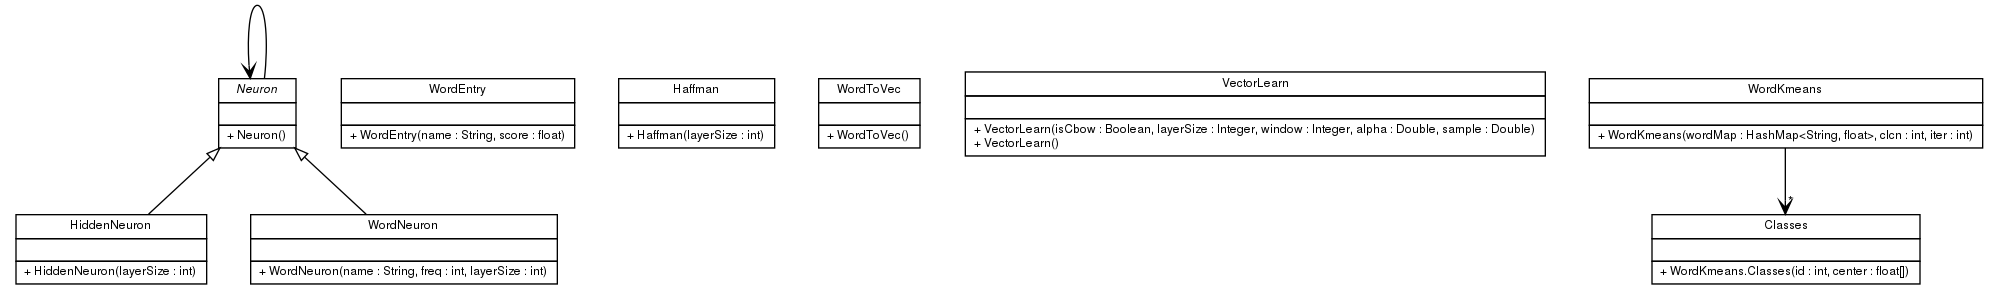 Neuron
+ Neuron()
WordEntry
+ WordEntry(name : String, score : float)
Haffman
+ Haffman(layerSize : int)
WordToVec
+ WordToVec()
VectorLearn
+ VectorLearn(isCbow : Boolean, layerSize : Integer, window : Integer, alpha : Double, sample : Double)
+ VectorLearn()
WordKmeans
+ WordKmeans(wordMap : HashMap<String, float>, clcn : int, iter : int)
*
HiddenNeuron
+ HiddenNeuron(layerSize : int)
WordNeuron
+ WordNeuron(name : String, freq : int, layerSize : int)
Classes
+ WordKmeans.Classes(id : int, center : float[])